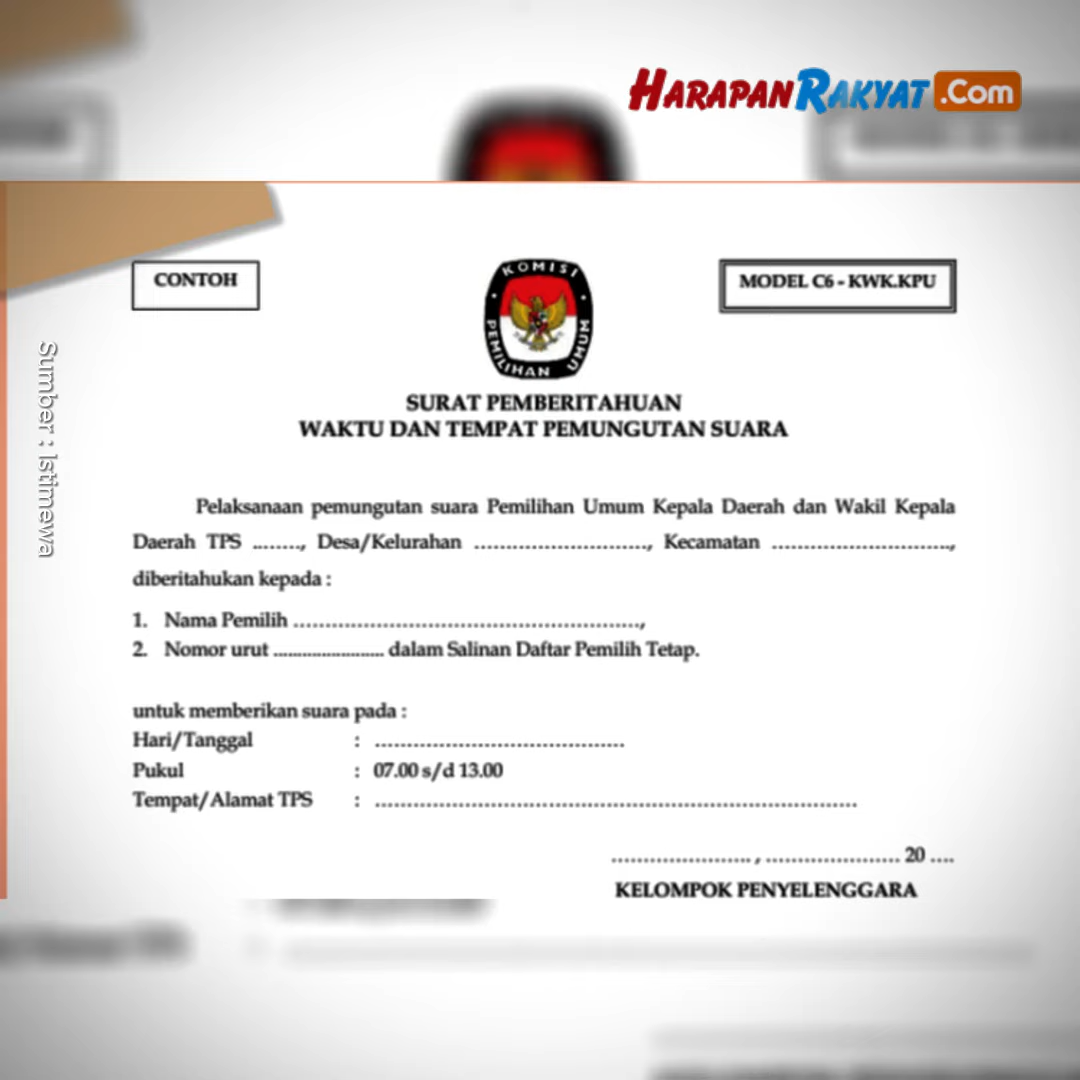 HARAPANRAKYAT.Com
CONTOH
KOMISI
PEMILIHAN UMUM
MODEL C6 - KWK.KPU
SURAT PEMBERITAHUAN
WAKTU DAN TEMPAT PEMUNGUTAN SUARA
Sumber : Istimewa
Pelaksanaan pemungutan suara Pemilihan Umum Kepala Daerah dan Wakil Kepala
Daerah TPS ........, Desa/Kelurahan ............................, Kecamatan ............................,
diberitahukan kepada :
1. Nama Pemilih .......................................................,
2. Nomor urut ........................ dalam Salinan Daftar Pemilih Tetap.
untuk memberikan suara pada :
Hari/Tanggal : .......................................
Pukul : 07.00 s/d 13.00
Tempat/Alamat TPS : ............................................................................
...................... , ..................... 20 ....
KELOMPOK PENYELENGGARA